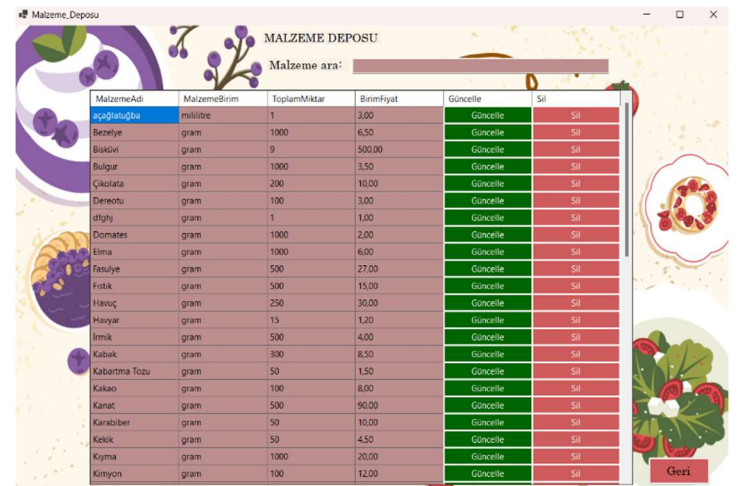 Malzeme_Deposu
MALZEME DEPOSU
Malzeme ara:
MalzemeAdi MalzemeBirim ToplamMiktar BirimFiyat Güncelle Sil
açağlatuğba mililitre 1 3,00 Güncelle Sil
Bezelye gram 1000 6,50 Güncelle Sil
Bisküvi gram 9 500,00 Güncelle Sil
Bulgur gram 1000 3,50 Güncelle Sil
Çikolata gram 200 10,00 Güncelle Sil
Dereotu gram 100 3,00 Güncelle Sil
dfghj gram 1 1,00 Güncelle Sil
Domates gram 1000 2,00 Güncelle Sil
Elma gram 1000 6,00 Güncelle Sil
Fasulye gram 500 27,00 Güncelle Sil
Fıstık gram 500 15,00 Güncelle Sil
Havuç gram 250 30,00 Güncelle Sil
Havyar gram 15 1,20 Güncelle Sil
İrmik gram 500 4,00 Güncelle Sil
Kabak gram 300 8,50 Güncelle Sil
Kabartma Tozu gram 50 1,50 Güncelle Sil
Kakao gram 100 8,00 Güncelle Sil
Kanat gram 500 90,00 Güncelle Sil
Karabiber gram 50 10,00 Güncelle Sil
Kekik gram 50 4,50 Güncelle Sil
Kıyma gram 1000 20,00 Güncelle Sil
Kimyon gram 100 12,00 Güncelle Sil
Geri